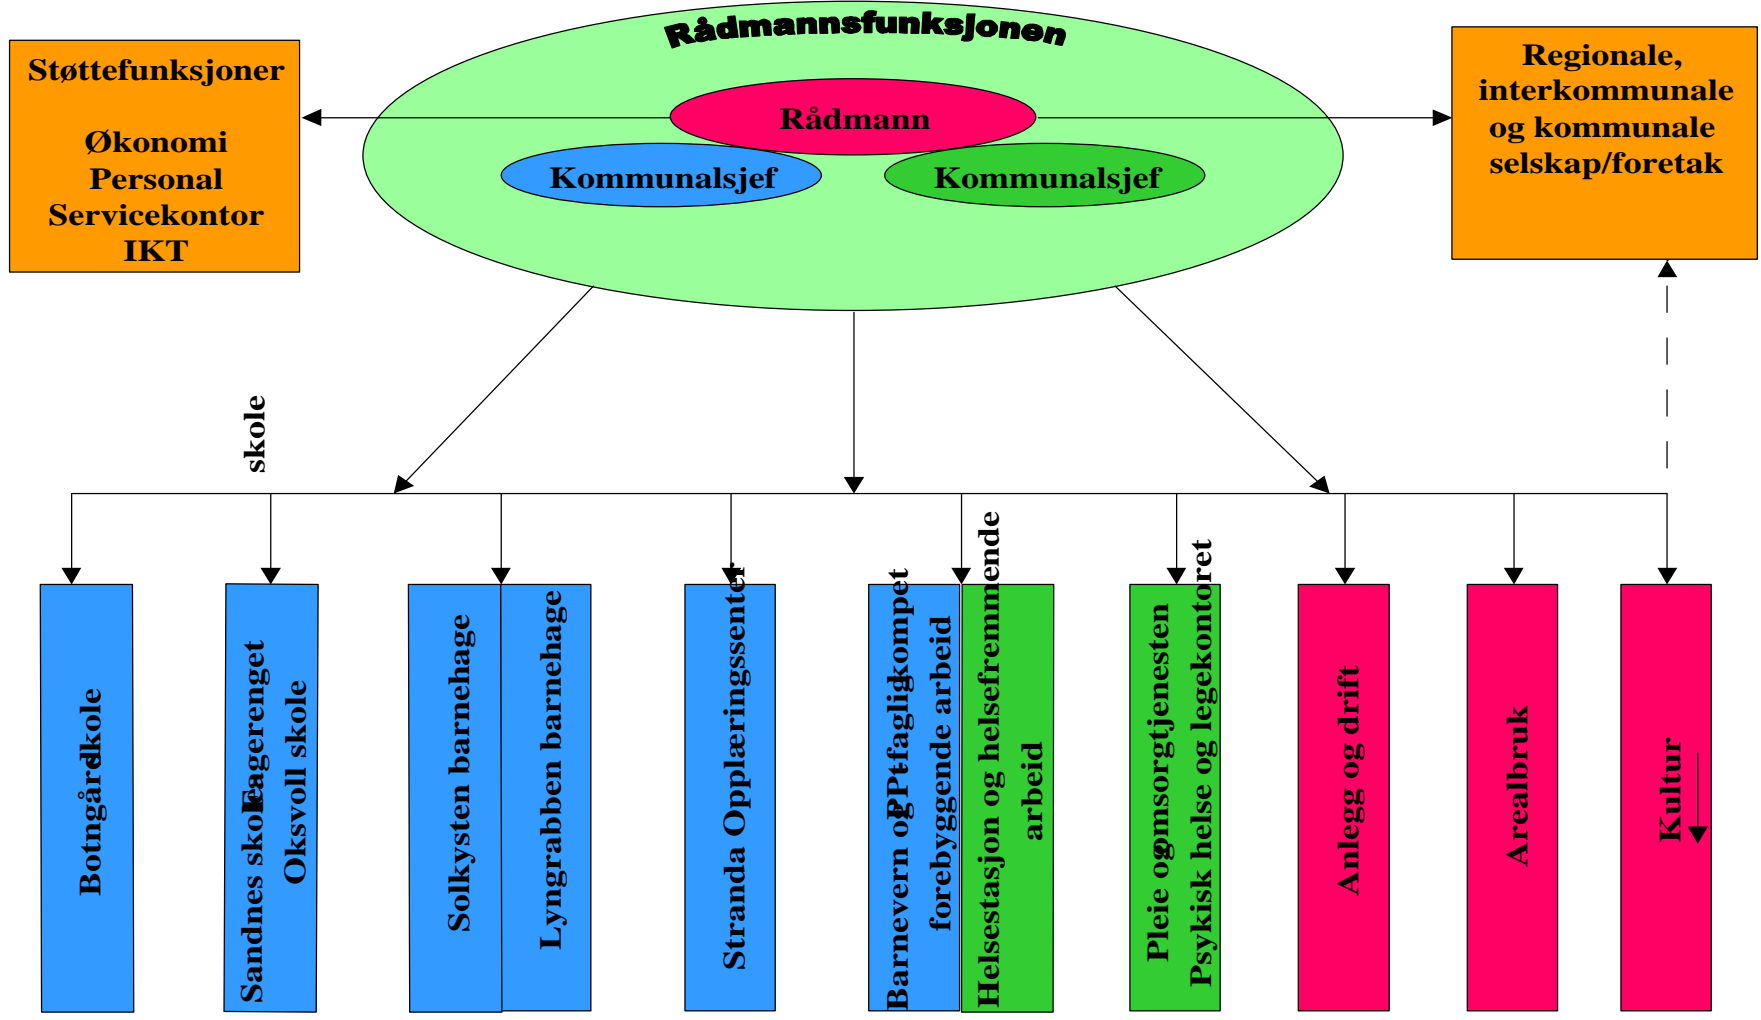 Rådmannsfunksjonen
Støttefunksjoner
Økonomi
Personal
Servicekontor
IKT
Rådmann
Kommunalsjef
Kommunalsjef
Regionale,
interkommunale
og kommunale
selskap/foretak
Botngård skole
Sandnes skole Fagerenget
skole
Oksvoll skole
Solkysten barnehage
Lyngrabben barnehage
Stranda Opplæringssenter
Barnevern og PP-fagligkompet
forebyggende arbeid
Helsestasjon og helsefremmende
arbeid
Pleie og omsorgtjenesten
Psykisk helse og legekontoret
Anlegg og drift
Arealbruk
Kultur